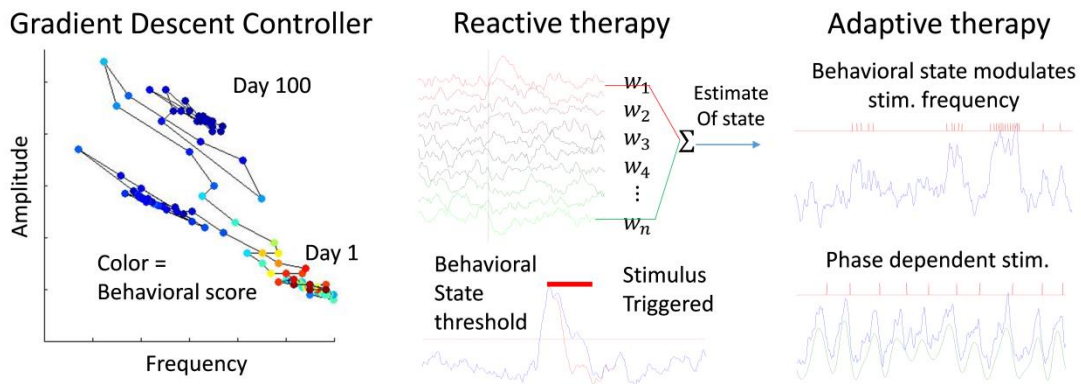 Gradient Descent Controller
Day 100
Day 1
Color =
Behavioral score
Amplitude
Frequency
Reactive therapy
w₁
w₂
w₃
w₄
⋮
wₙ
Σ
Estimate
Of state
Behavioral
State
threshold
Stimulus
Triggered
Adaptive therapy
Behavioral state modulates
stim. frequency
Phase dependent stim.